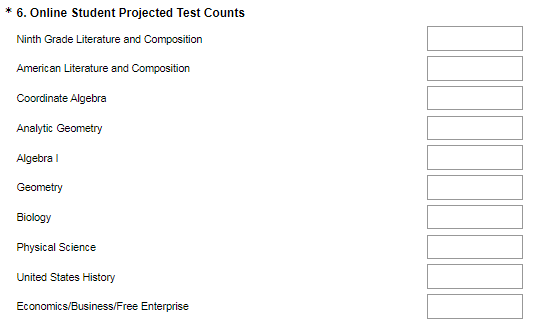 * 6. Online Student Projected Test Counts
Ninth Grade Literature and Composition
American Literature and Composition
Coordinate Algebra
Analytic Geometry
Algebra I
Geometry
Biology
Physical Science
United States History
Economics/Business/Free Enterprise